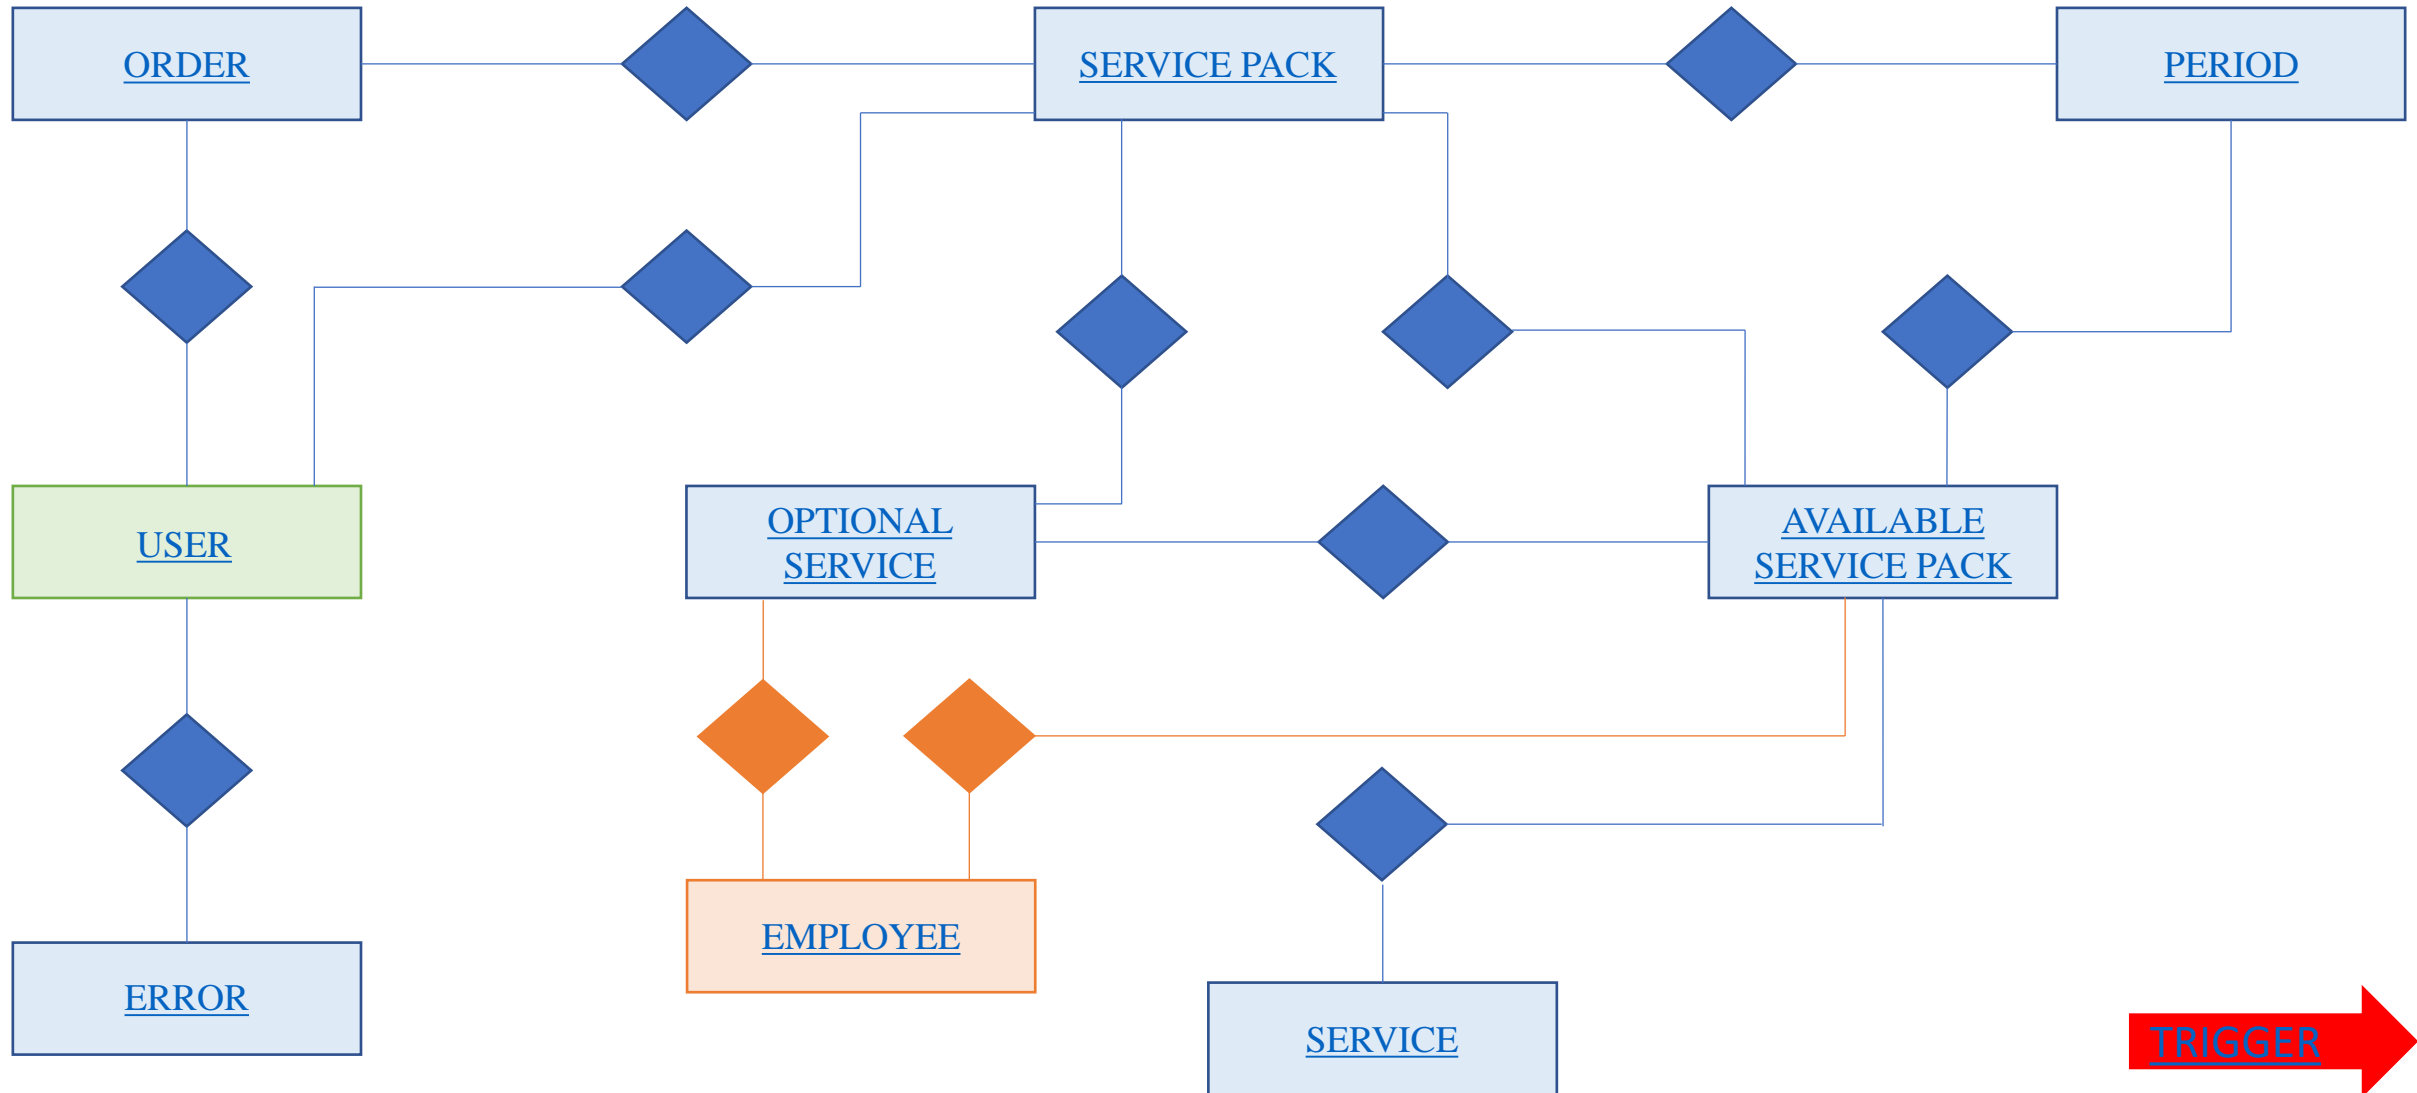 ORDER
SERVICE PACK
PERIOD
USER
OPTIONAL
SERVICE
AVAILABLE
SERVICE PACK
EMPLOYEE
ERROR
SERVICE
TRIGGER